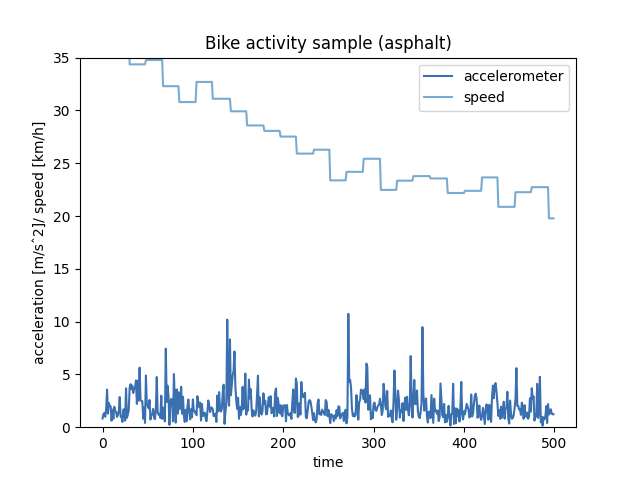 Bike activity sample (asphalt)
accelerometer
speed
acceleration [m/sˆ2]/ speed [km/h]
35
30
25
20
15
10
5
0
0 100 200 300 400 500
time